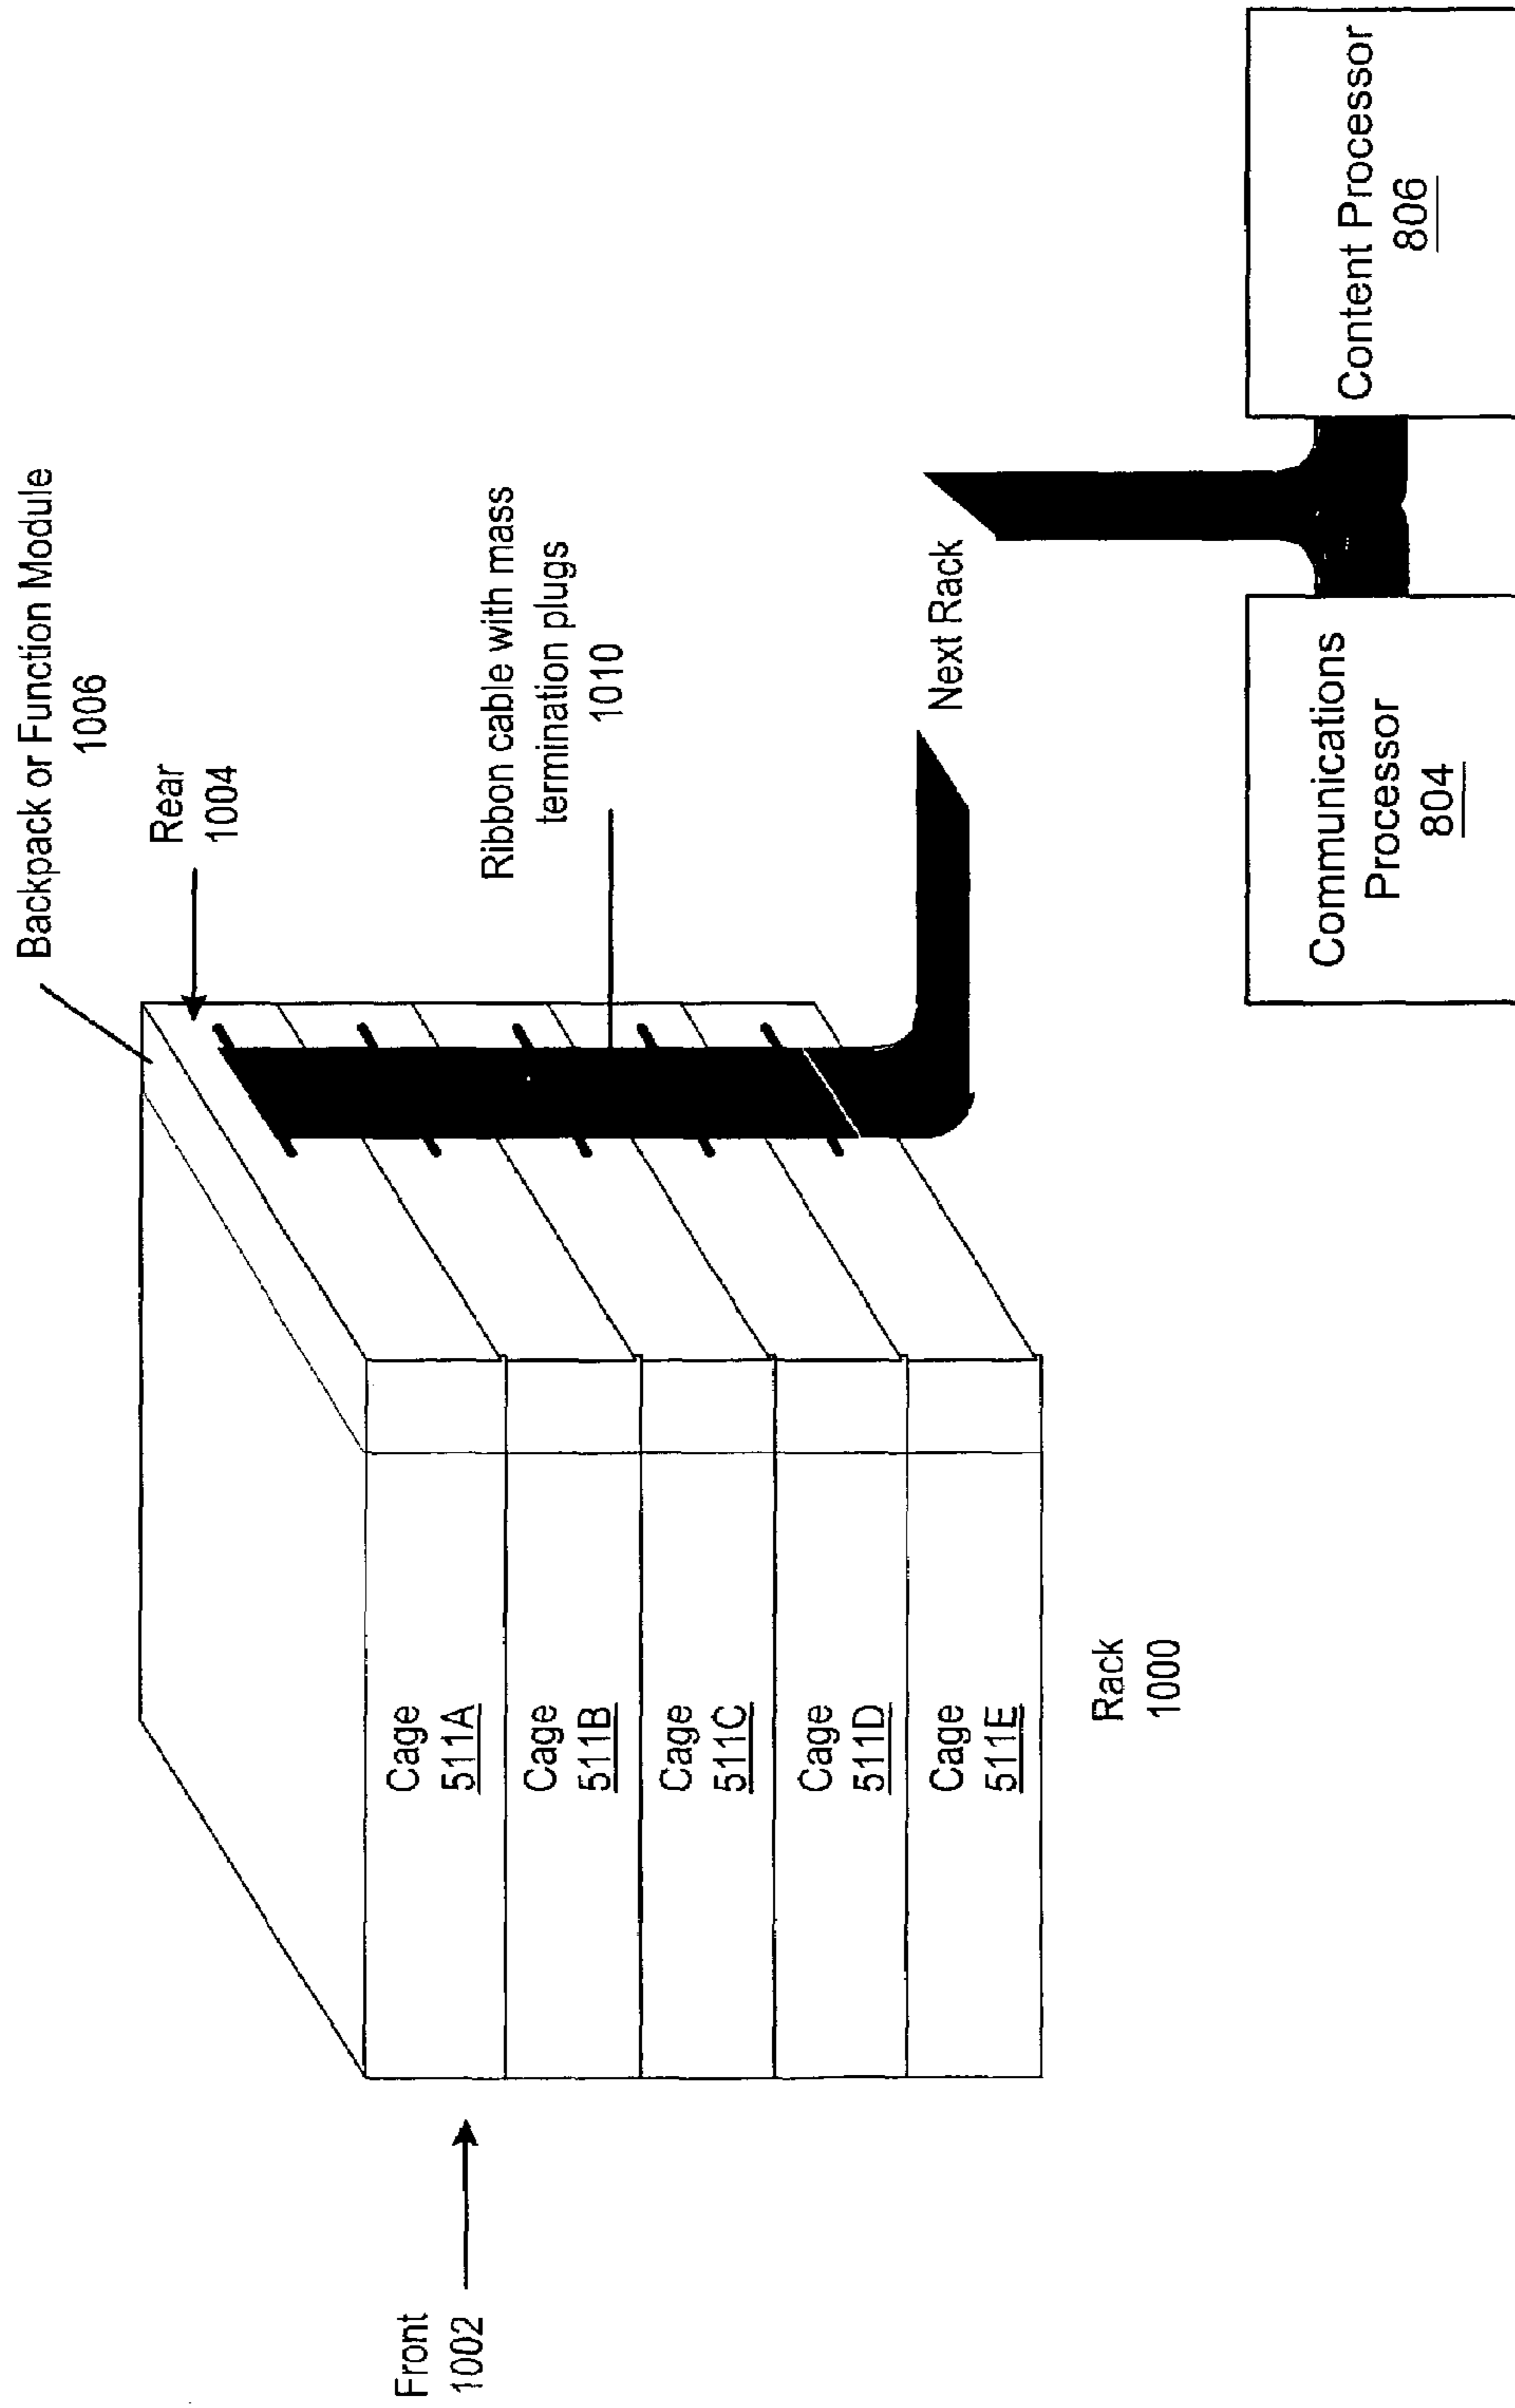 Backpack or Function Module
1006
Rear
1004
Ribbon cable with mass
termination plugs
1010
Front
1002
Cage
511A
Cage
511B
Cage
511C
Cage
511D
Cage
511E
Next Rack
Rack
1000
Communications
Processor
804
Content Processor
806